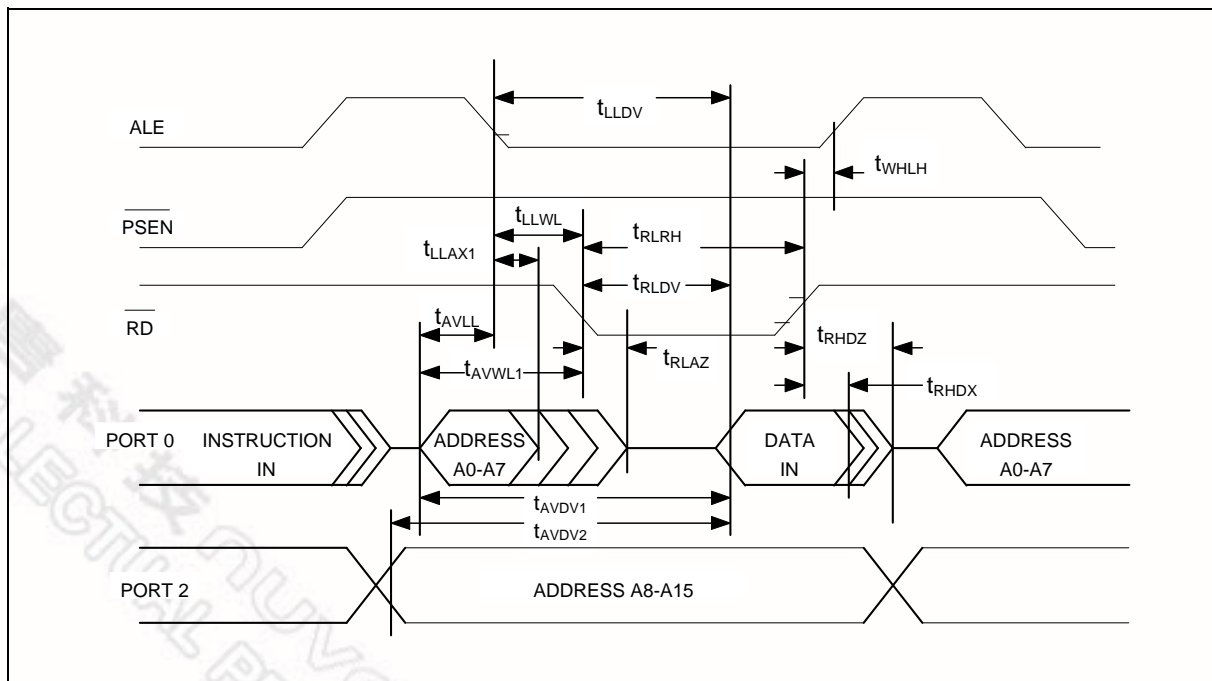 ALE
tLLDV
tWHLH
PSEN
tLLWL
tLLAX1
tRLRH
tRLDV
RD
tAVLL
tAVWL1
tRLAZ
tRHDZ
tRHDX
PORT 0
INSTRUCTION
IN
ADDRESS
A0-A7
DATA
IN
ADDRESS
A0-A7
tAVDV1
tAVDV2
PORT 2
ADDRESS A8-A15